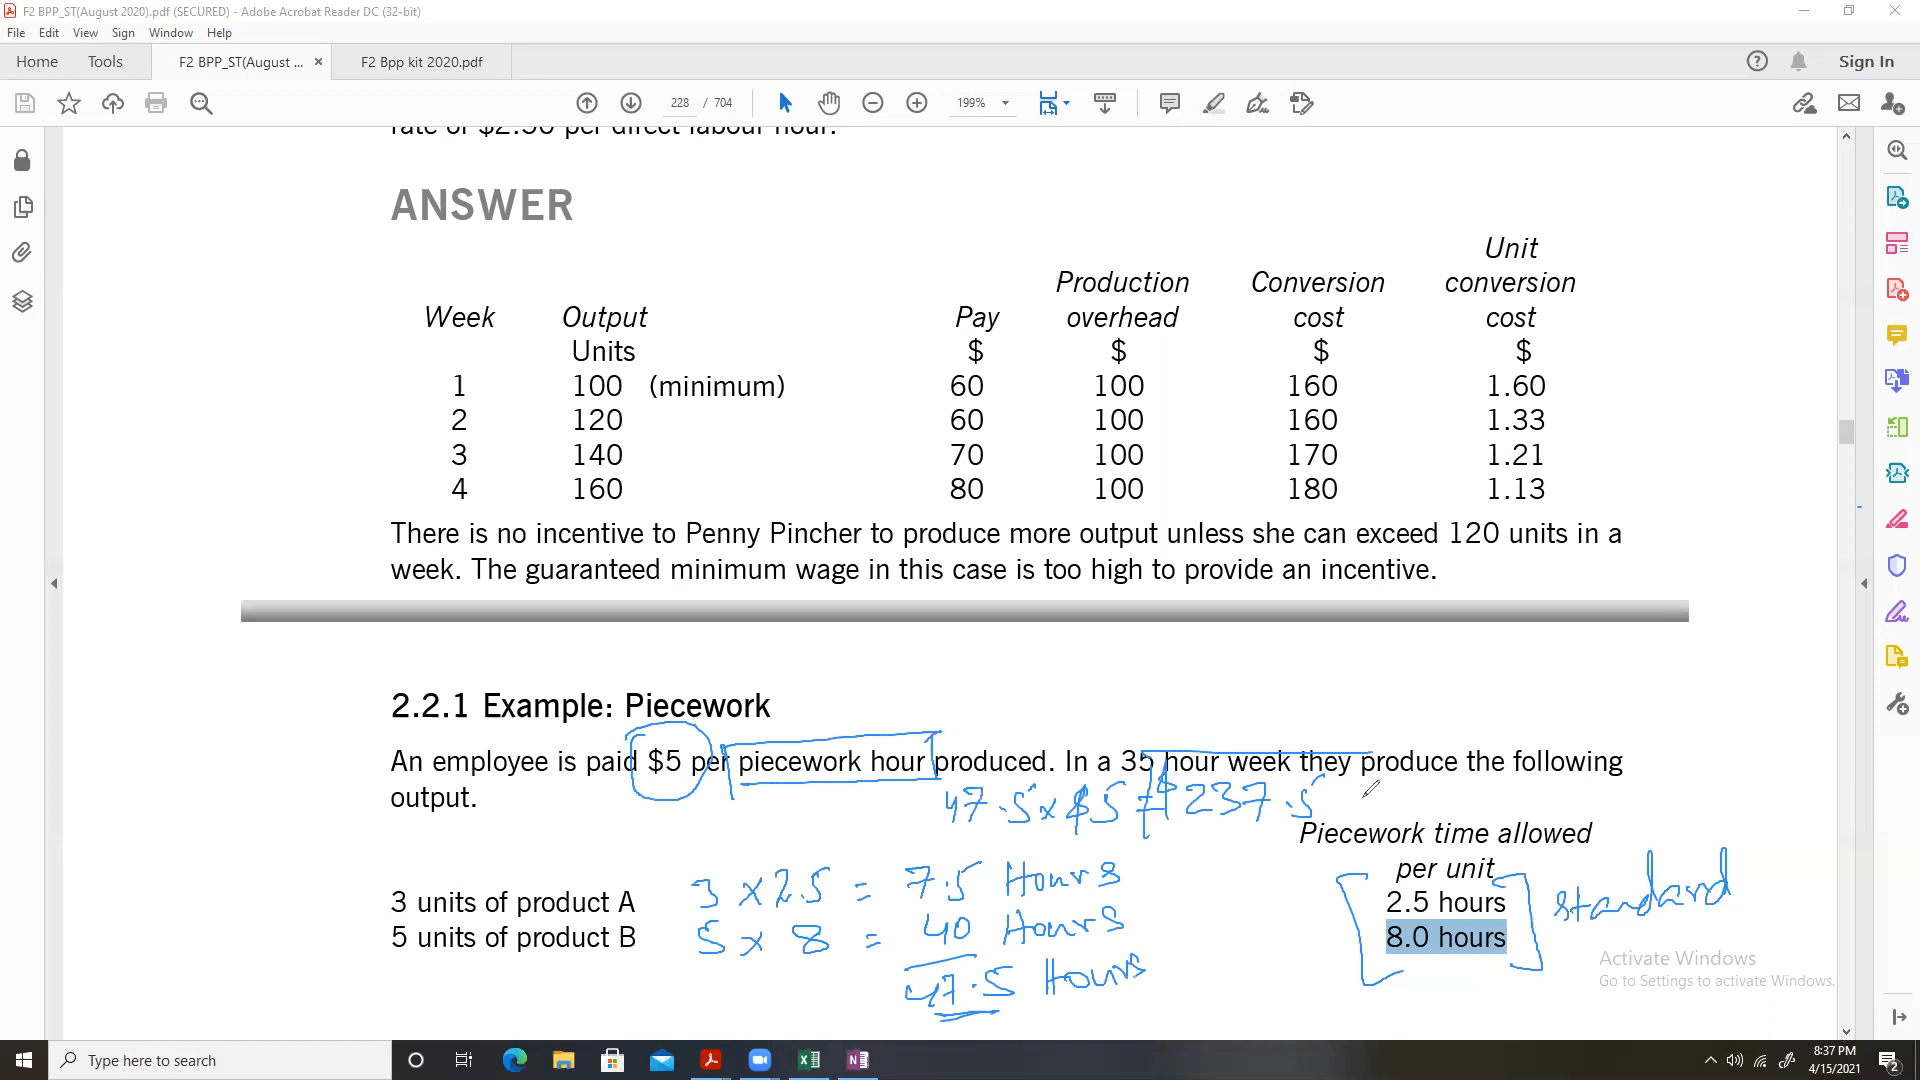 F2 BPP_ST(August 2020).pdf (SECURED) - Adobe Acrobat Reader DC (32-bit)
File Edit View Sign Window Help
Home Tools F2 BPP_ST(August ... × F2 Bpp kit 2020.pdf Sign In
228 / 704 199%
rate of $2.50 per direct labour hour.
ANSWER
Unit
Production Conversion conversion
Week Output Pay overhead cost cost
Units $ $ $ $
1 100 (minimum) 60 100 160 1.60
2 120 60 100 160 1.33
3 140 70 100 170 1.21
4 160 80 100 180 1.13
There is no incentive to Penny Pincher to produce more output unless she can exceed 120 units in a
week. The guaranteed minimum wage in this case is too high to provide an incentive.
2.2.1 Example: Piecework
An employee is paid $5 per piecework hour produced. In a 35 hour week they produce the following
output.
47.5 x $5 = $237.5
Piecework time allowed
per unit
3 units of product A 3 x 2.5 = 7.5 Hours 2.5 hours standard
5 units of product B 5 x 8 = 40 Hours 8.0 hours
47.5 Hours
Activate Windows
Go to Settings to activate Windows.
Type here to search
8:37 PM
4/15/2021
2